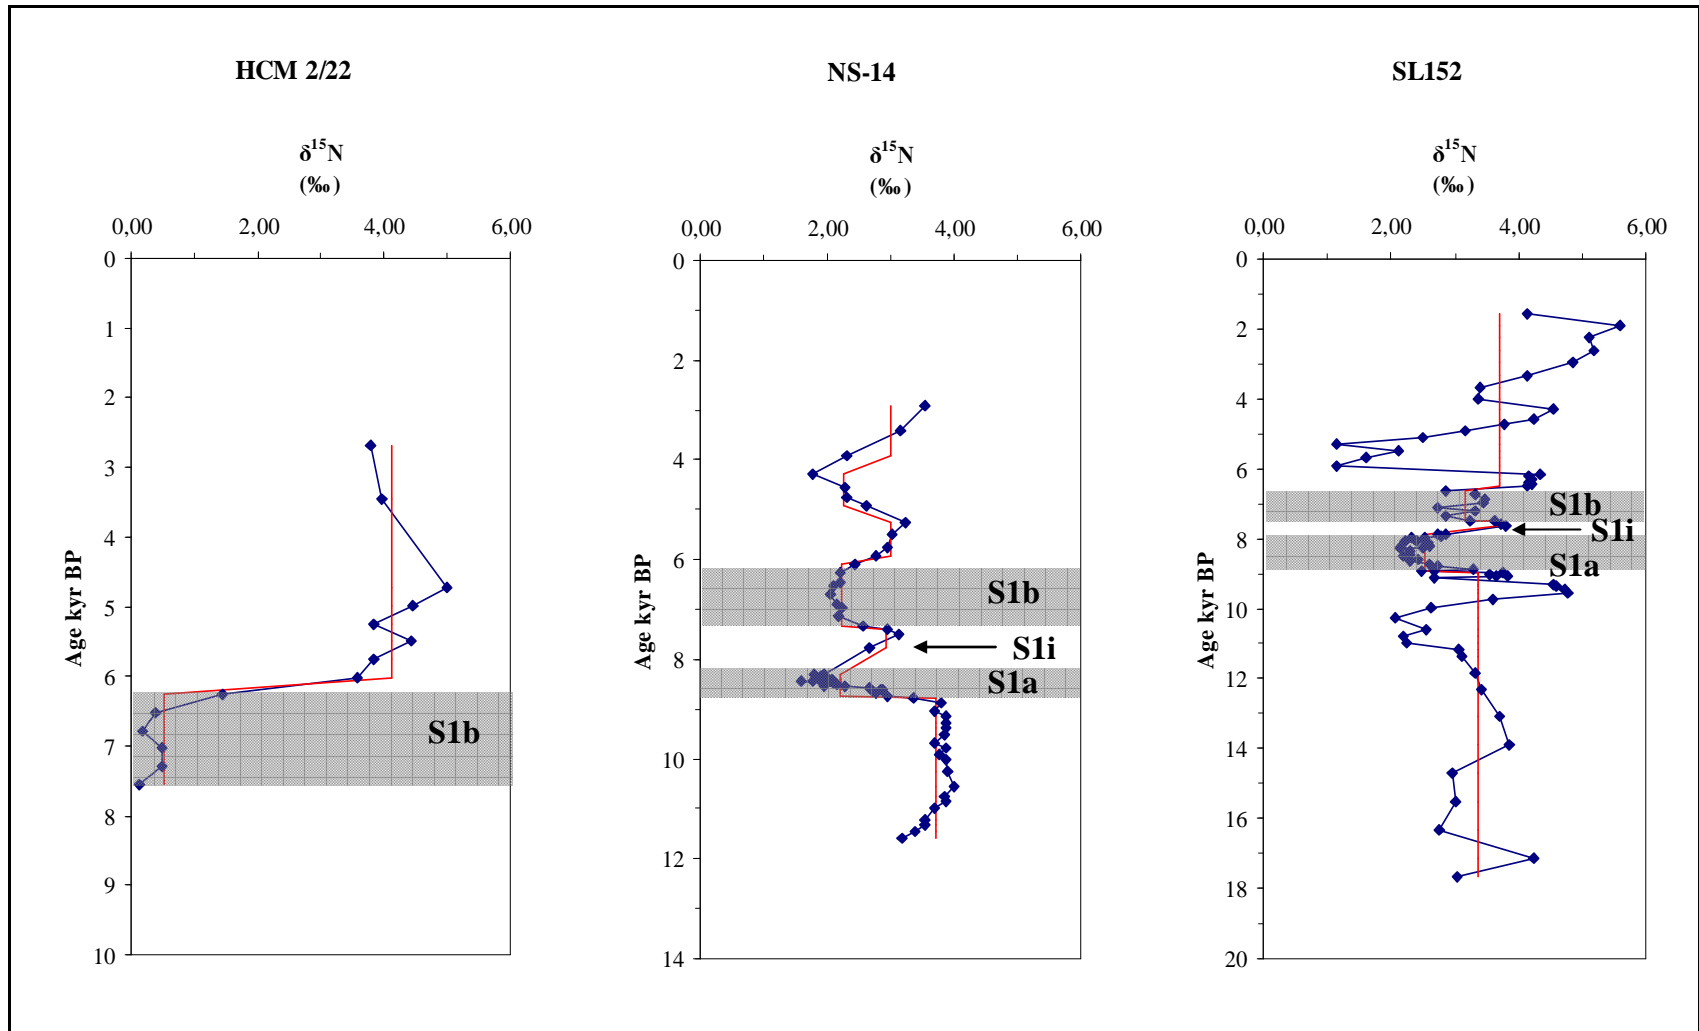 HCM 2/22
δ15N
(‰)
0,00 2,00 4,00 6,00
0
1
2
3
4
5
6
7
8
9
10
Age kyr BP
S1b
NS-14
δ15N
(‰)
0,00 2,00 4,00 6,00
0
2
4
6
8
10
12
14
Age kyr BP
S1b
S1i
S1a
SL152
δ15N
(‰)
0,00 2,00 4,00 6,00
0
2
4
6
8
10
12
14
16
18
20
Age kyr BP
S1b
S1i
S1a